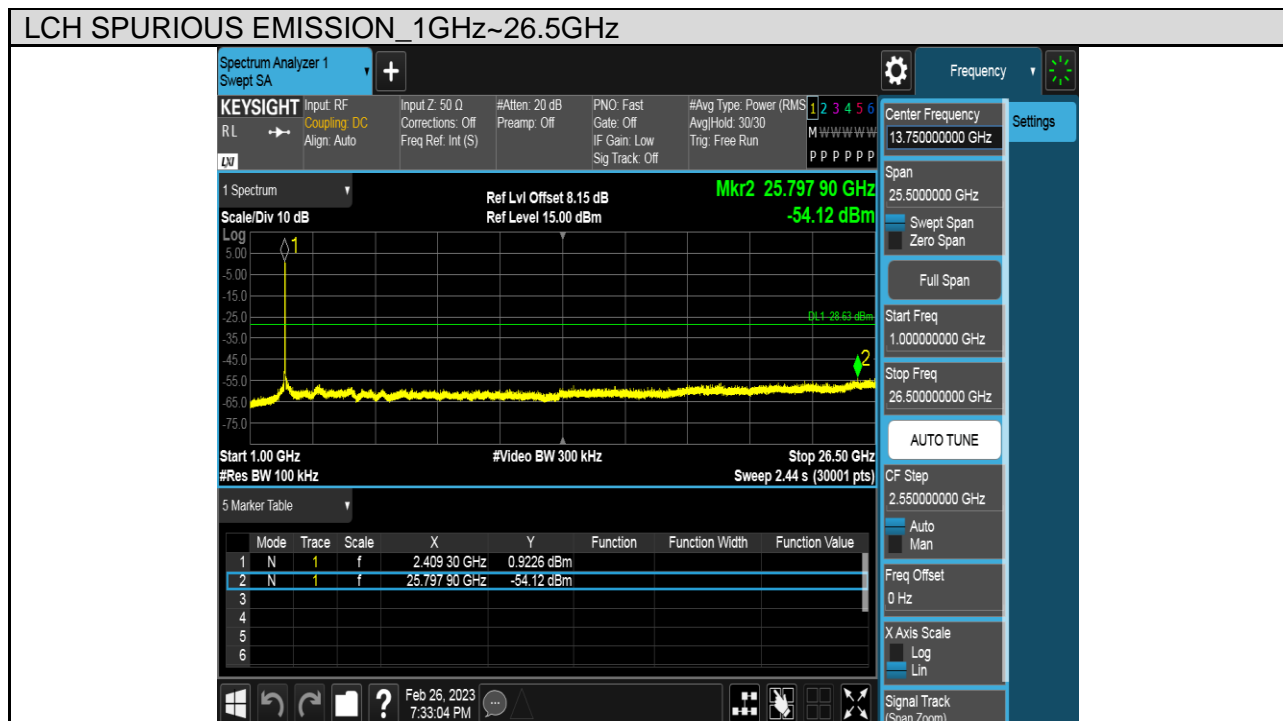 LCH SPURIOUS EMISSION_1GHz~26.5GHz
Spectrum Analyzer 1
Swept SA
+
Frequency
KEYSIGHT Input: RF Input Z: 50 Ω #Atten: 20 dB PNO: Fast #Avg Type: Power (RMS 1 2 3 4 5 6
RL Coupling: DC Corrections: Off Preamp: Off Gate: Off Avg|Hold: 30/30 M W W W W W
Align: Auto Freq Ref: Int (S) IF Gain: Low Trig: Free Run
LXI Sig Track: Off P P P P P P
1 Spectrum
Ref Lvl Offset 8.15 dB Mkr2 25.797 90 GHz
Scale/Div 10 dB Ref Level 15.00 dBm -54.12 dBm
Log
1
5.00
-5.00
-15.0
-25.0
DL1 -28.63 dBm
-35.0
-45.0
2
-55.0
-65.0
-75.0
Start 1.00 GHz #Video BW 300 kHz Stop 26.50 GHz
#Res BW 100 kHz Sweep 2.44 s (30001 pts)
5 Marker Table
Mode Trace Scale X Y Function Function Width Function Value
1 N 1 f 2.409 30 GHz 0.9226 dBm
2 N 1 f 25.797 90 GHz -54.12 dBm
3
4
5
6
?
Feb 26, 2023
7:33:04 PM
Center Frequency
13.750000000 GHz
Settings
Span
25.5000000 GHz
Swept Span
Zero Span
Full Span
Start Freq
1.000000000 GHz
Stop Freq
26.500000000 GHz
AUTO TUNE
CF Step
2.550000000 GHz
Auto
Man
Freq Offset
0 Hz
X Axis Scale
Log
Lin
Signal Track
(Span Zoom)